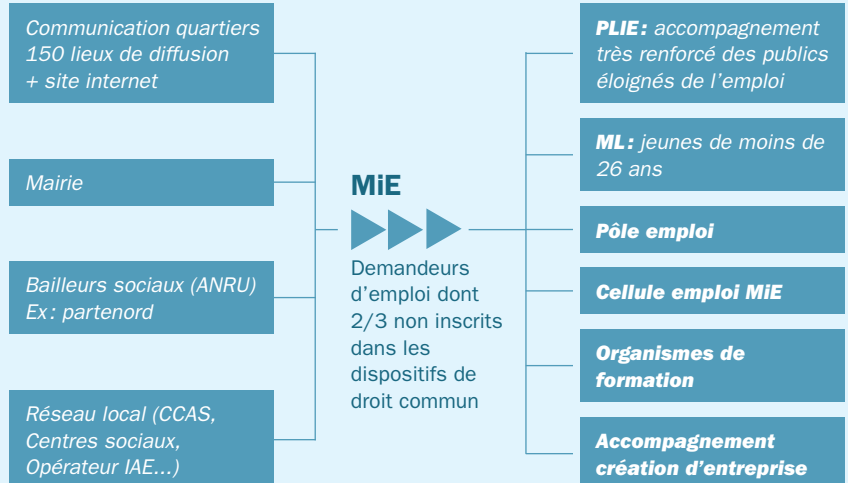 Communication quartiers
150 lieux de diffusion
+ site internet
Mairie
Bailleurs sociaux (ANRU)
Ex : partenord
Réseau local (CCAS,
Centres sociaux,
Opérateur IAE...)
MiE
Demandeurs
d’emploi dont
2/3 non inscrits
dans les
dispositifs de
droit commun
PLIE : accompagnement
très renforcé des publics
éloignés de l’emploi
ML : jeunes de moins de
26 ans
Pôle emploi
Cellule emploi MiE
Organismes de
formation
Accompagnement
création d’entreprise